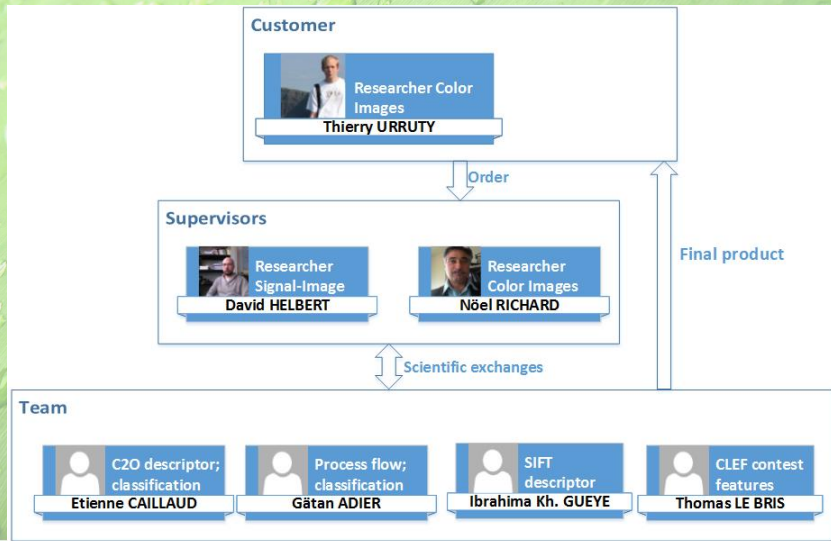 Customer
Researcher Color
Images
Thierry URRUTY
Order
Supervisors
Researcher
Signal-Image
David HELBERT
Researcher
Color Images
Nöel RICHARD
Final product
Scientific exchanges
Team
C2O descriptor;
classification
Etienne CAILLAUD
Process flow;
classification
Gätan ADIER
SIFT
descriptor
Ibrahima Kh. GUEYE
CLEF contest
features
Thomas LE BRIS